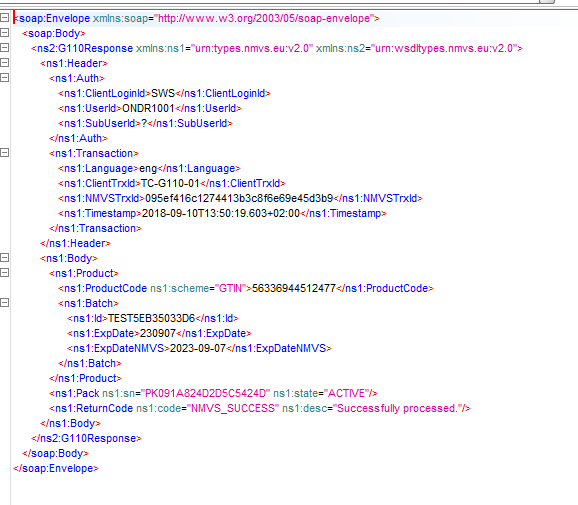 <soap:Envelope xmlns:soap="http://www.w3.org/2003/05/soap-envelope">
<soap:Body>
<ns2:G110Response xmlns:ns1="urn:types.nmvs.eu:v2.0" xmlns:ns2="urn:wsdltypes.nmvs.eu:v2.0">
<ns1:Header>
<ns1:Auth>
<ns1:ClientLoginId>SWS</ns1:ClientLoginId>
<ns1:UserId>ONDR1001</ns1:UserId>
<ns1:SubUserId>?</ns1:SubUserId>
</ns1:Auth>
<ns1:Transaction>
<ns1:Language>eng</ns1:Language>
<ns1:ClientTrxId>TC-G110-01</ns1:ClientTrxId>
<ns1:NMVSTrxId>095ef416c1274413b3c8f6e69e45d3b9</ns1:NMVSTrxId>
<ns1:Timestamp>2018-09-10T13:50:19.603+02:00</ns1:Timestamp>
</ns1:Transaction>
</ns1:Header>
<ns1:Body>
<ns1:Product>
<ns1:ProductCode ns1:scheme="GTIN">56336944512477</ns1:ProductCode>
<ns1:Batch>
<ns1:Id>TEST5EB35033D6</ns1:Id>
<ns1:ExpDate>230907</ns1:ExpDate>
<ns1:ExpDateNMVS>2023-09-07</ns1:ExpDateNMVS>
</ns1:Batch>
</ns1:Product>
<ns1:Pack ns1:sn="PK091A824D2D5C5424D" ns1:state="ACTIVE"/>
<ns1:ReturnCode ns1:code="NMVS_SUCCESS" ns1:desc="Successfully processed."/>
</ns1:Body>
</ns2:G110Response>
</soap:Body>
</soap:Envelope>